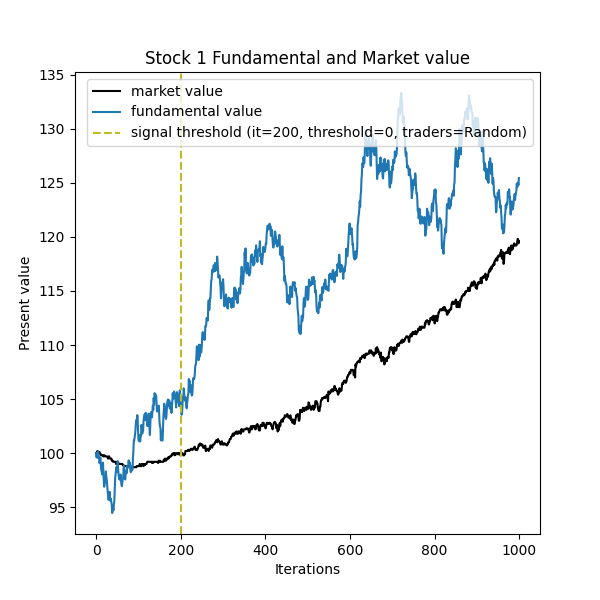 Stock 1 Fundamental and Market value
market value
fundamental value
signal threshold (it=200, threshold=0, traders=Random)
Present value
135
130
125
120
115
110
105
100
95
0 200 400 600 800 1000
Iterations